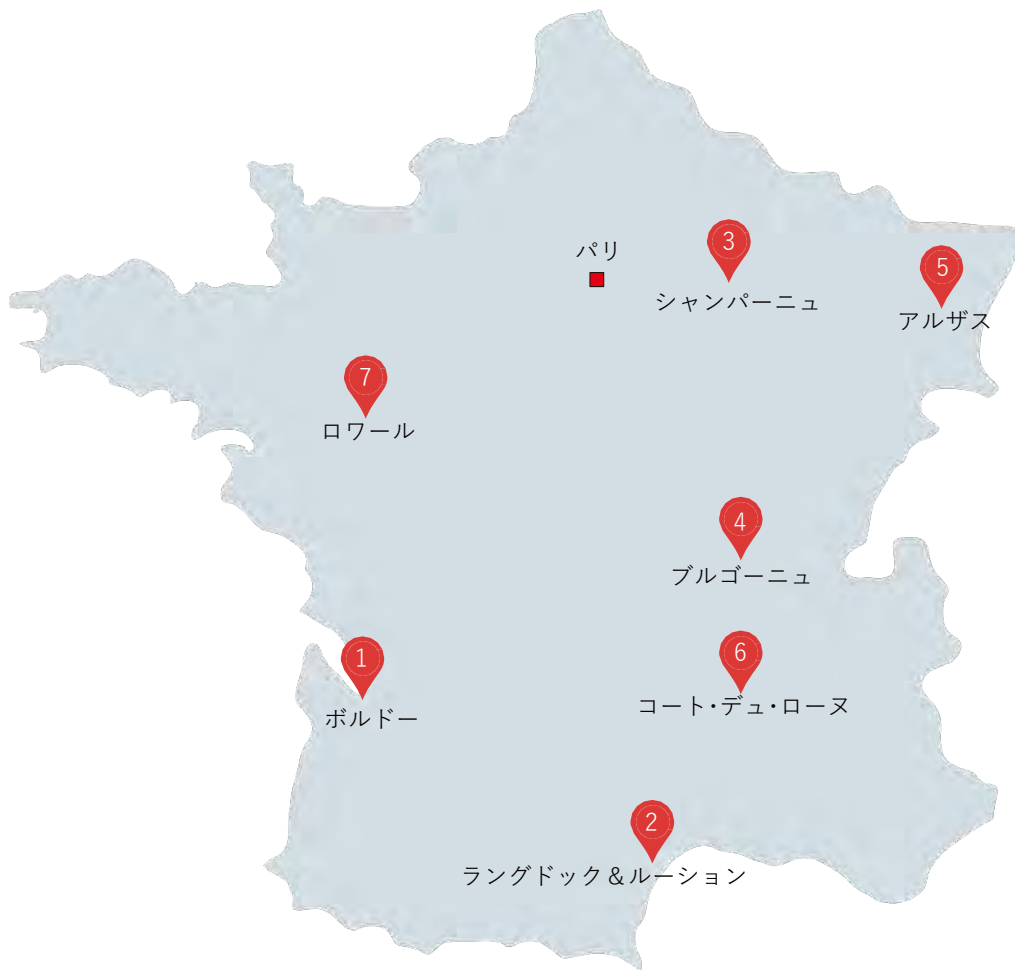 3
パリ
5
シャンパーニュ
アルザス
7
ロワール
4
ブルゴーニュ
1
6
ボルドー
コート・デュ・ローヌ
2
ラングドック＆ルーション